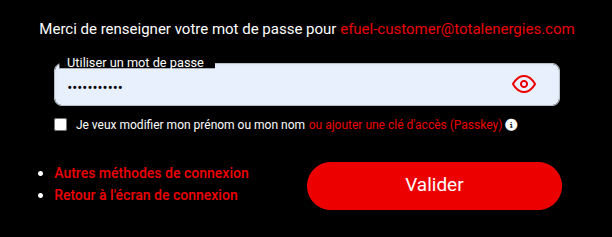 Merci de renseigner votre mot de passe pour efuel-customer@totalenergies.com
Utiliser un mot de passe
•••••••••••
Je veux modifier mon prénom ou mon nom ou ajouter une clé d'accès (Passkey)
Autres méthodes de connexion
Retour à l'écran de connexion
Valider